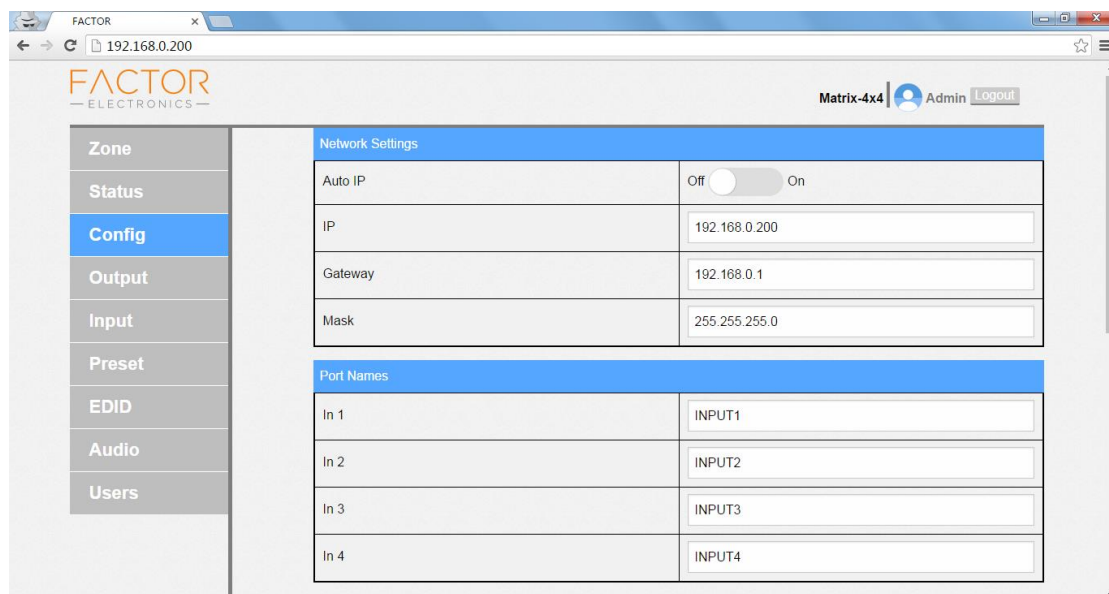 FACTOR
192.168.0.200
FACTOR
ELECTRONICS
Matrix-4x4 Admin Logout
Zone
Status
Config
Output
Input
Preset
EDID
Audio
Users
Network Settings
Auto IP Off On
IP 192.168.0.200
Gateway 192.168.0.1
Mask 255.255.255.0
Port Names
In 1 INPUT1
In 2 INPUT2
In 3 INPUT3
In 4 INPUT4